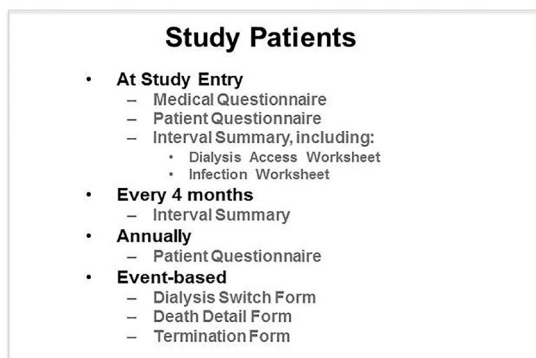 Study Patients
• At Study Entry
– Medical Questionnaire
– Patient Questionnaire
– Interval Summary, including:
• Dialysis Access Worksheet
• Infection Worksheet
• Every 4 months
– Interval Summary
• Annually
– Patient Questionnaire
• Event-based
– Dialysis Switch Form
– Death Detail Form
– Termination Form